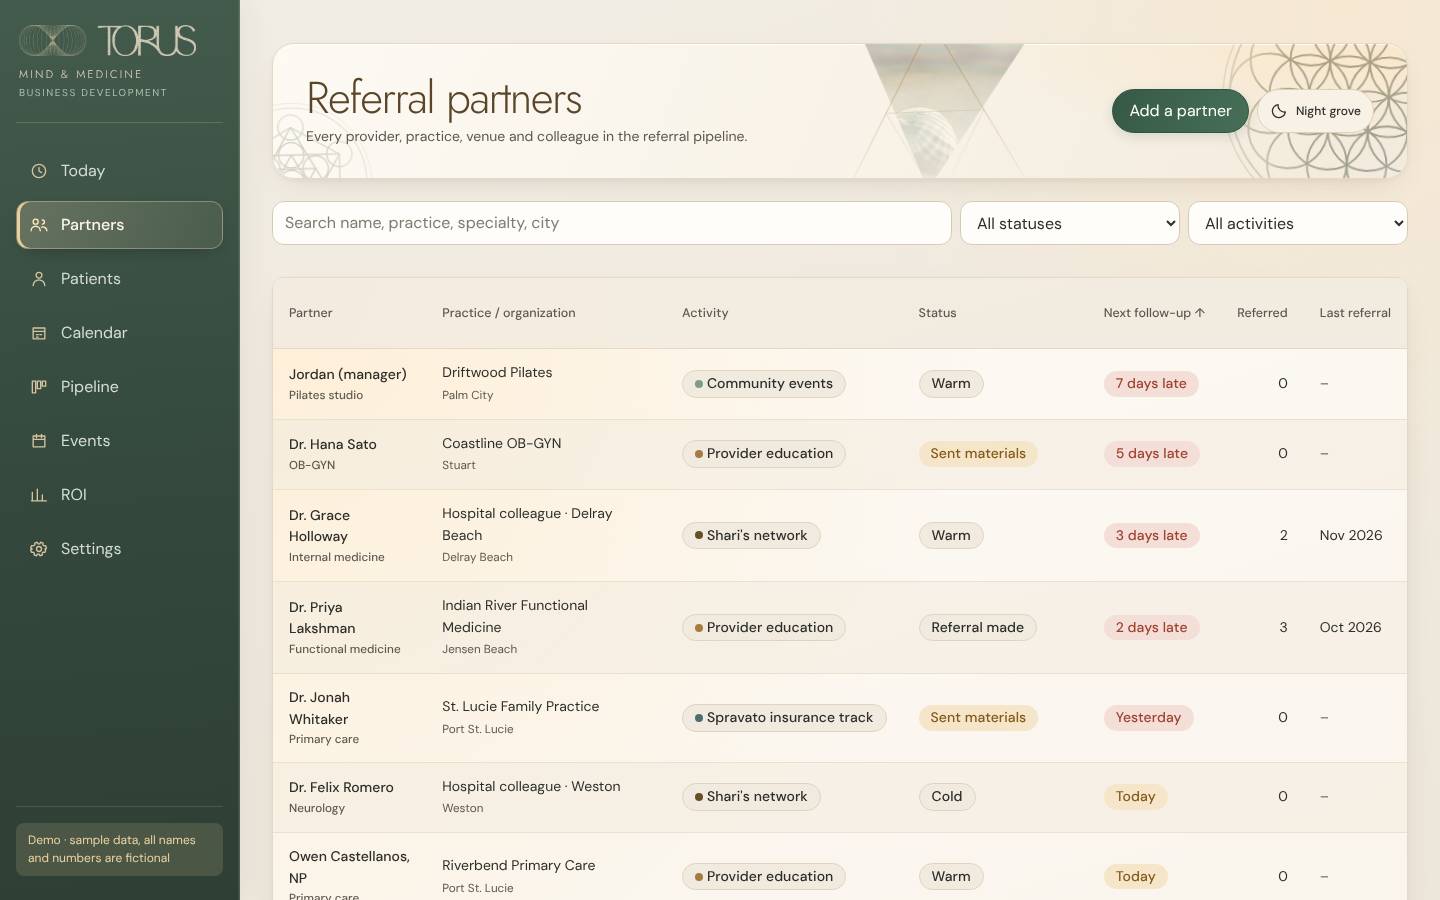 TORUS
MIND & MEDICINE
BUSINESS DEVELOPMENT
Today
Partners
Patients
Calendar
Pipeline
Events
ROI
Settings
Demo · sample data, all names
and numbers are fictional
Referral partners
Every provider, practice, venue and colleague in the referral pipeline.
Add a partner
Night grove
Search name, practice, specialty, city
All statuses
All activities
Partner Practice / organization Activity Status Next follow-up ↑ Referred Last referral
Jordan (manager)
Pilates studio
Driftwood Pilates
Palm City
Community events
Warm
7 days late
0
–
Dr. Hana Sato
OB-GYN
Coastline OB-GYN
Stuart
Provider education
Sent materials
5 days late
0
–
Dr. Grace
Holloway
Internal medicine
Hospital colleague · Delray
Beach
Delray Beach
Shari's network
Warm
3 days late
2
Nov 2026
Dr. Priya
Lakshman
Functional medicine
Indian River Functional
Medicine
Jensen Beach
Provider education
Referral made
2 days late
3
Oct 2026
Dr. Jonah
Whitaker
Primary care
St. Lucie Family Practice
Port St. Lucie
Spravato insurance track
Sent materials
Yesterday
0
–
Dr. Felix Romero
Neurology
Hospital colleague · Weston
Weston
Shari's network
Cold
Today
0
–
Owen Castellanos,
NP
Primary care
Riverbend Primary Care
Port St. Lucie
Provider education
Warm
Today
0
–